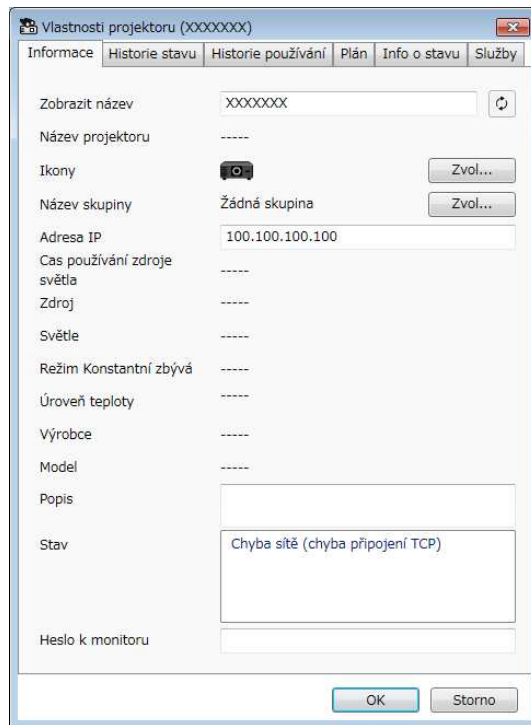 Vlastnosti projektoru (XXXXXXX)
Informace Historie stavu Historie používání Plán Info o stavu Služby
Zobrazit název XXXXXXX
Název projektoru -----
Ikony Zvol...
Název skupiny Žádná skupina Zvol...
Adresa IP 100.100.100.100
Cas používání zdroje
světla -----
Zdroj -----
Světle -----
Režim Konstantní zbývá -----
Úroveň teploty -----
Výrobce -----
Model -----
Popis
Stav Chyba sítě (chyba připojení TCP)
Heslo k monitoru
OK Storno